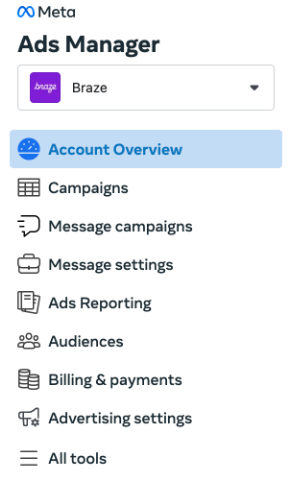 Meta
Ads Manager
braze
Braze
Account Overview
Campaigns
Message campaigns
Message settings
Ads Reporting
Audiences
Billing & payments
Advertising settings
All tools